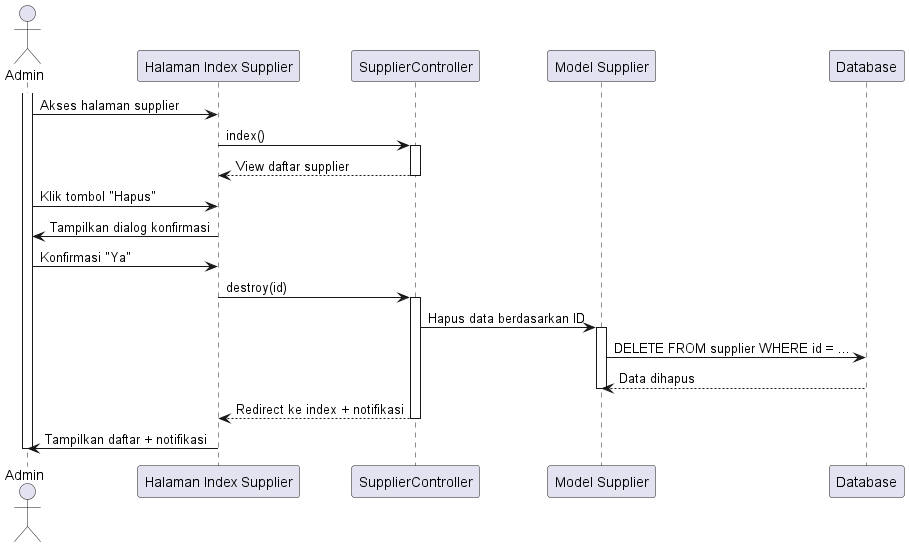 Admin
Halaman Index Supplier
SupplierController
Model Supplier
Database
Akses halaman supplier
index()
View daftar supplier
Klik tombol "Hapus"
Tampilkan dialog konfirmasi
Konfirmasi "Ya"
destroy(id)
Hapus data berdasarkan ID
DELETE FROM supplier WHERE id = ...
Data dihapus
Redirect ke index + notifikasi
Tampilkan daftar + notifikasi
Admin
Halaman Index Supplier
SupplierController
Model Supplier
Database